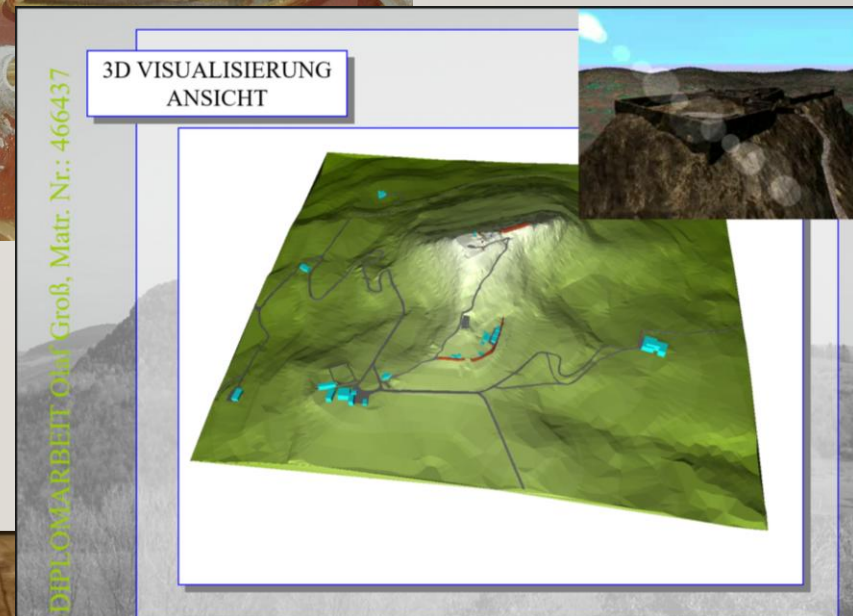 3D VISUALISIERUNG
ANSICHT
DIPLOMARBEIT Olaf Groß, Matr. Nr.: 466437